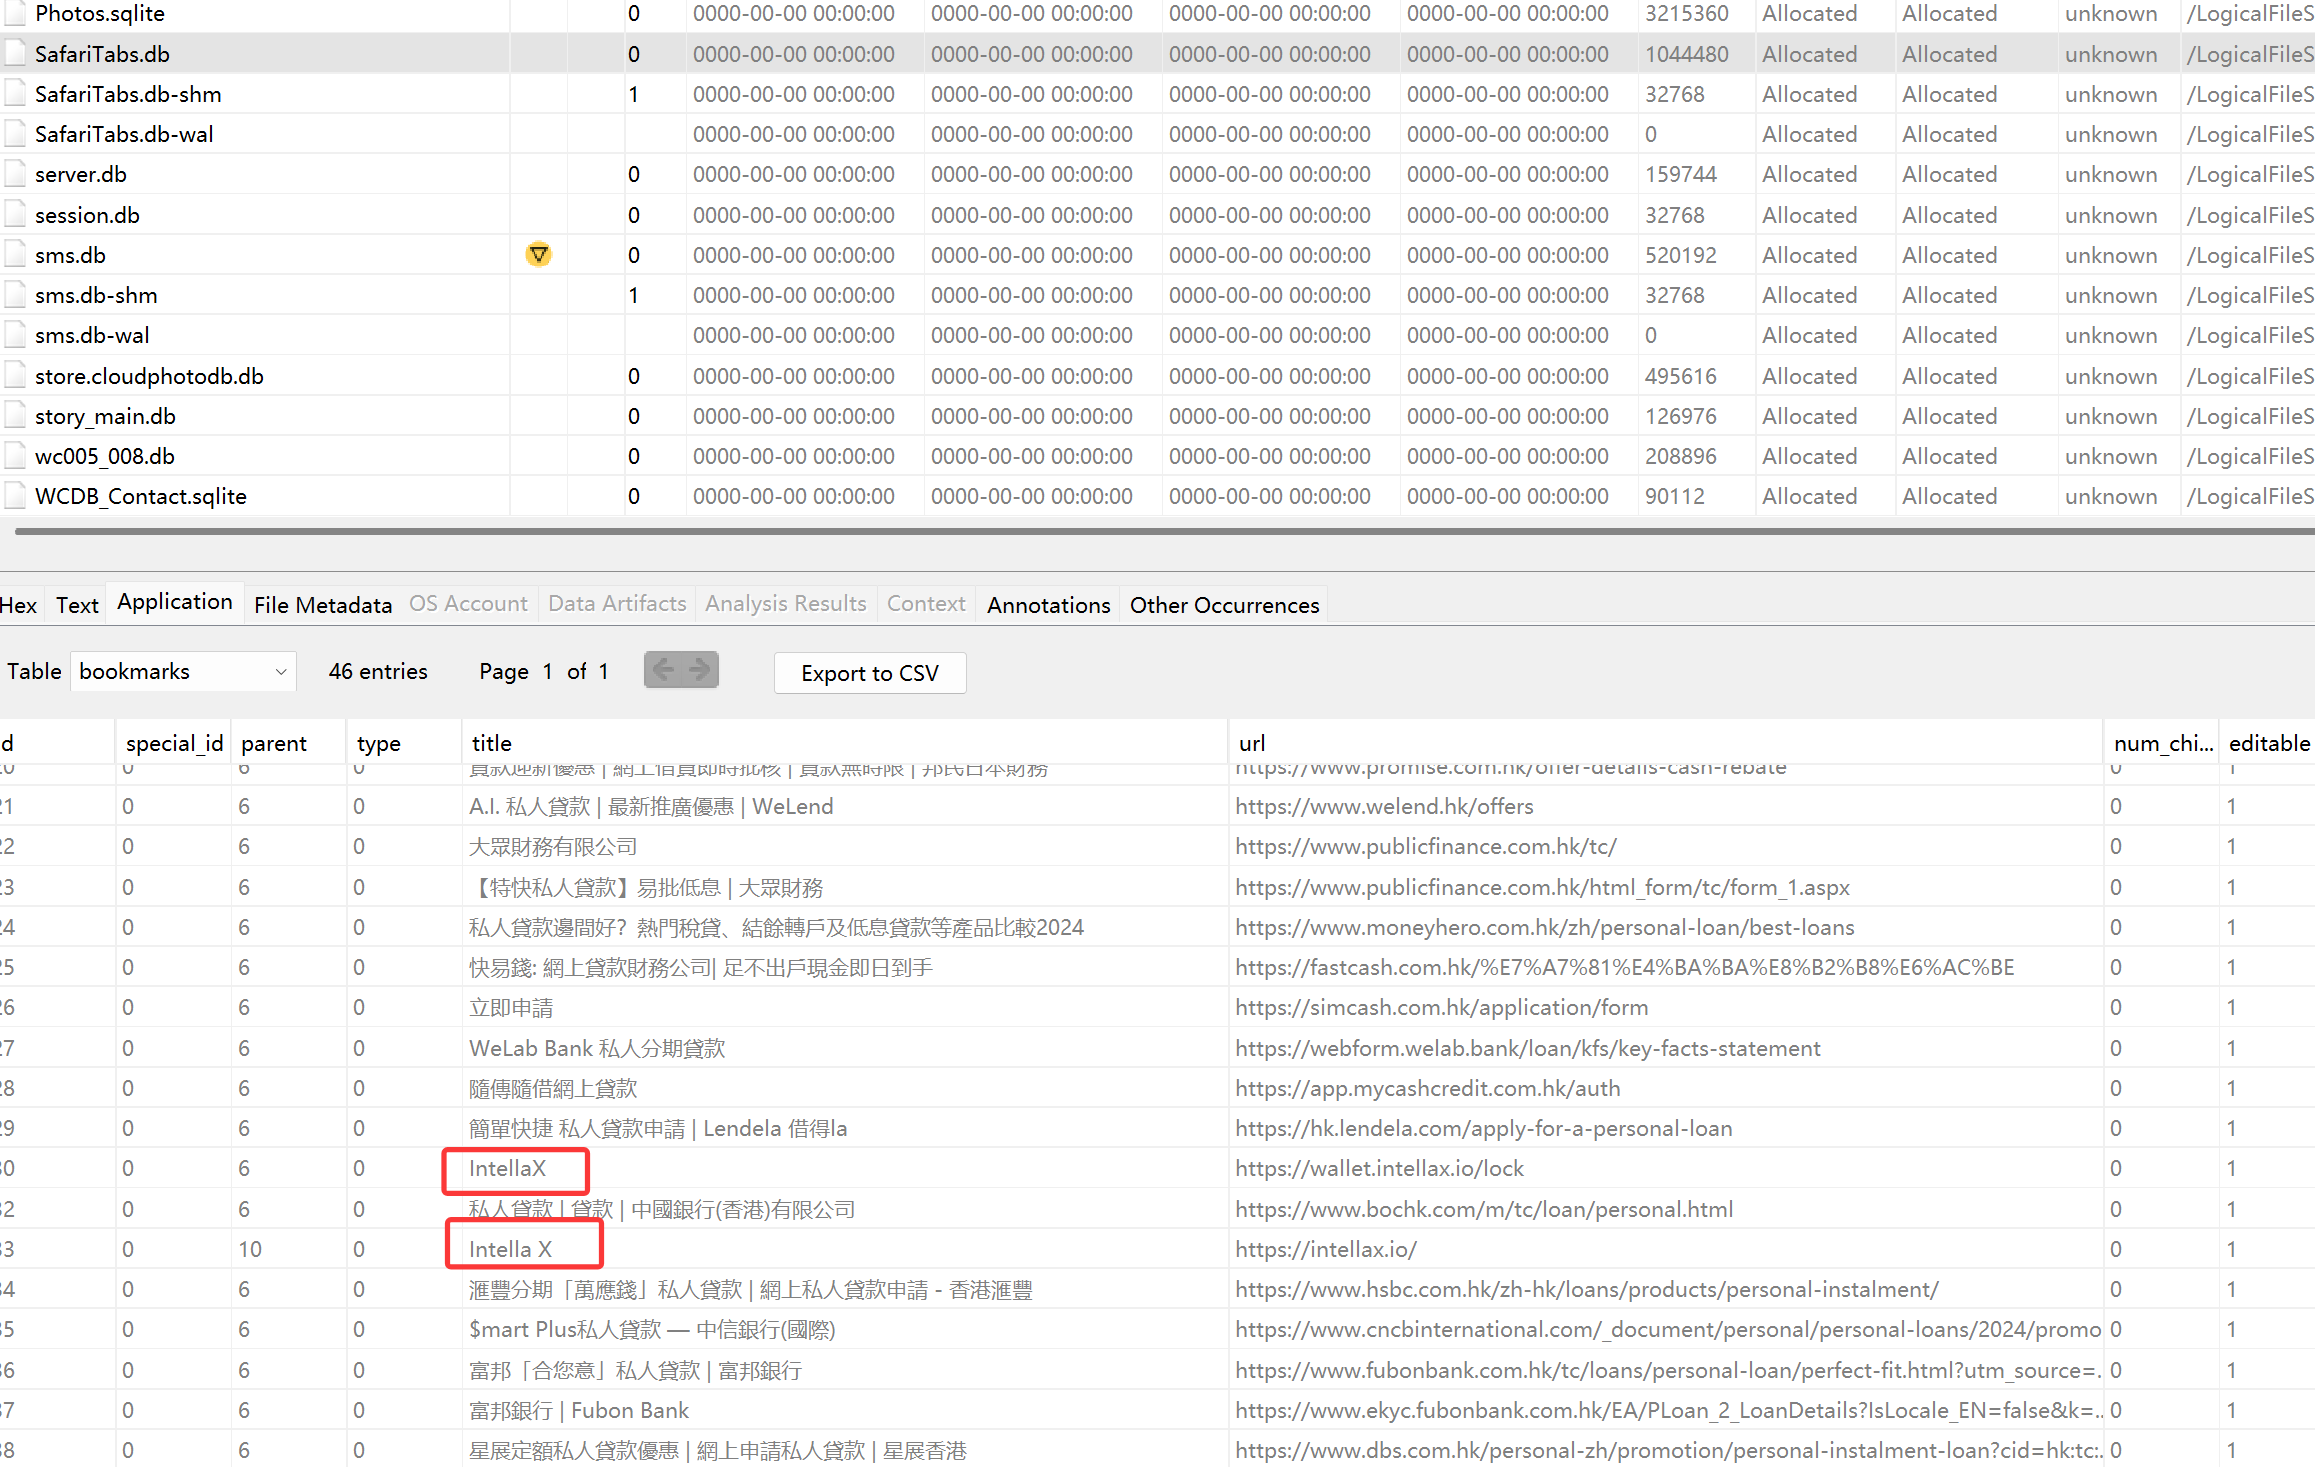 Photos.sqlite 0 0000-00-00 00:00:00 0000-00-00 00:00:00 0000-00-00 00:00:00 0000-00-00 00:00:00 3215360 Allocated Allocated unknown /LogicalFileS
SafariTabs.db 0 0000-00-00 00:00:00 0000-00-00 00:00:00 0000-00-00 00:00:00 0000-00-00 00:00:00 1044480 Allocated Allocated unknown /LogicalFileS
SafariTabs.db-shm 1 0000-00-00 00:00:00 0000-00-00 00:00:00 0000-00-00 00:00:00 0000-00-00 00:00:00 32768 Allocated Allocated unknown /LogicalFileS
SafariTabs.db-wal 0000-00-00 00:00:00 0000-00-00 00:00:00 0000-00-00 00:00:00 0000-00-00 00:00:00 0 Allocated Allocated unknown /LogicalFileS
server.db 0 0000-00-00 00:00:00 0000-00-00 00:00:00 0000-00-00 00:00:00 0000-00-00 00:00:00 159744 Allocated Allocated unknown /LogicalFileS
session.db 0 0000-00-00 00:00:00 0000-00-00 00:00:00 0000-00-00 00:00:00 0000-00-00 00:00:00 32768 Allocated Allocated unknown /LogicalFileS
sms.db 0 0000-00-00 00:00:00 0000-00-00 00:00:00 0000-00-00 00:00:00 0000-00-00 00:00:00 520192 Allocated Allocated unknown /LogicalFileS
sms.db-shm 1 0000-00-00 00:00:00 0000-00-00 00:00:00 0000-00-00 00:00:00 0000-00-00 00:00:00 32768 Allocated Allocated unknown /LogicalFileS
sms.db-wal 0000-00-00 00:00:00 0000-00-00 00:00:00 0000-00-00 00:00:00 0000-00-00 00:00:00 0 Allocated Allocated unknown /LogicalFileS
store.cloudphotodb.db 0 0000-00-00 00:00:00 0000-00-00 00:00:00 0000-00-00 00:00:00 0000-00-00 00:00:00 495616 Allocated Allocated unknown /LogicalFileS
story_main.db 0 0000-00-00 00:00:00 0000-00-00 00:00:00 0000-00-00 00:00:00 0000-00-00 00:00:00 126976 Allocated Allocated unknown /LogicalFileS
wc005_008.db 0 0000-00-00 00:00:00 0000-00-00 00:00:00 0000-00-00 00:00:00 0000-00-00 00:00:00 208896 Allocated Allocated unknown /LogicalFileS
WCDB_Contact.sqlite 0 0000-00-00 00:00:00 0000-00-00 00:00:00 0000-00-00 00:00:00 0000-00-00 00:00:00 90112 Allocated Allocated unknown /LogicalFileS
Hex Text Application File Metadata OS Account Data Artifacts Analysis Results Context Annotations Other Occurrences
Table bookmarks 46 entries Page 1 of 1 Export to CSV
d special_id parent type title url num_chi... editable
20 0 6 0 貸款迎新優惠 | 網上借貸即時批核 | 貸款無時限 | 邦民日本財務 https://www.promise.com.hk/offer-details-cash-rebate 0 1
21 0 6 0 A.I. 私人貸款 | 最新推廣優惠 | WeLend https://www.welend.hk/offers 0 1
22 0 6 0 大眾財務有限公司 https://www.publicfinance.com.hk/tc/ 0 1
23 0 6 0 【特快私人貸款】易批低息 | 大眾財務 https://www.publicfinance.com.hk/html_form/tc/form_1.aspx 0 1
24 0 6 0 私人貸款邊間好？熱門稅貸、結餘轉戶及低息貸款等產品比較2024 https://www.moneyhero.com.hk/zh/personal-loan/best-loans 0 1
25 0 6 0 快易錢: 網上貸款財務公司| 足不出戶現金即日到手 https://fastcash.com.hk/%E7%A7%81%E4%BA%BA%E8%B2%B8%E6%AC%BE 0 1
26 0 6 0 立即申請 https://simcash.com.hk/application/form 0 1
27 0 6 0 WeLab Bank 私人分期貸款 https://webform.welab.bank/loan/kfs/key-facts-statement 0 1
28 0 6 0 隨傳隨借網上貸款 https://app.mycashcredit.com.hk/auth 0 1
29 0 6 0 簡單快捷 私人貸款申請 | Lendela 借得la https://hk.lendela.com/apply-for-a-personal-loan 0 1
30 0 6 0 IntellaX https://wallet.intellax.io/lock 0 1
32 0 6 0 私人貸款 | 貸款 | 中國銀行(香港)有限公司 https://www.bochk.com/m/tc/loan/personal.html 0 1
33 0 10 0 Intella X https://intellax.io/ 0 1
34 0 6 0 滙豐分期「萬應錢」私人貸款 | 網上私人貸款申請 - 香港滙豐 https://www.hsbc.com.hk/zh-hk/loans/products/personal-instalment/ 0 1
35 0 6 0 $mart Plus私人貸款 — 中信銀行(國際) https://www.cncbinternational.com/_document/personal/personal-loans/2024/promo 0 1
36 0 6 0 富邦「合您意」私人貸款 | 富邦銀行 https://www.fubonbank.com.hk/tc/loans/personal-loan/perfect-fit.html?utm_source=... 0 1
37 0 6 0 富邦銀行 | Fubon Bank https://www.ekyc.fubonbank.com.hk/EA/PLoan_2_LoanDetails?IsLocale_EN=false&k=... 0 1
38 0 6 0 星展定額私人貸款優惠 | 網上申請私人貸款 | 星展香港 https://www.dbs.com.hk/personal-zh/promotion/personal-instalment-loan?cid=hk:tc:... 0 1